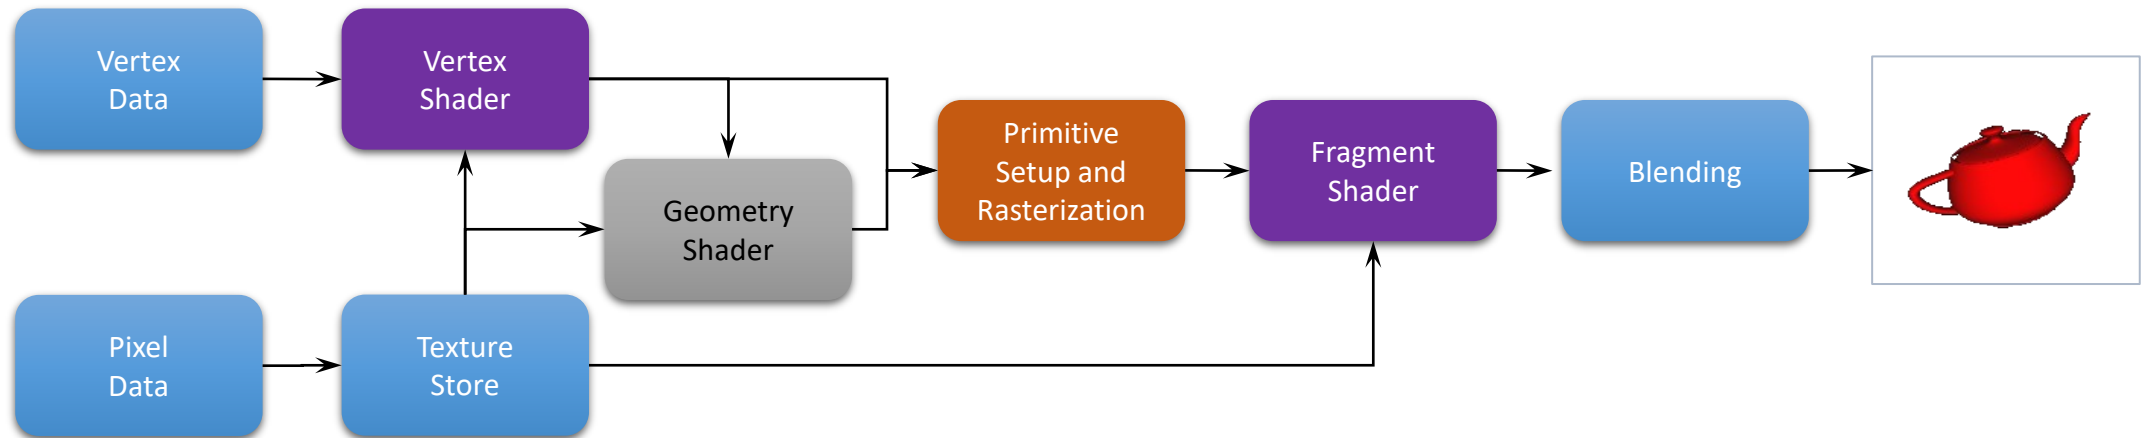 Vertex
Data
Vertex
Shader
Geometry
Shader
Primitive
Setup and
Rasterization
Fragment
Shader
Blending
Pixel
Data
Texture
Store